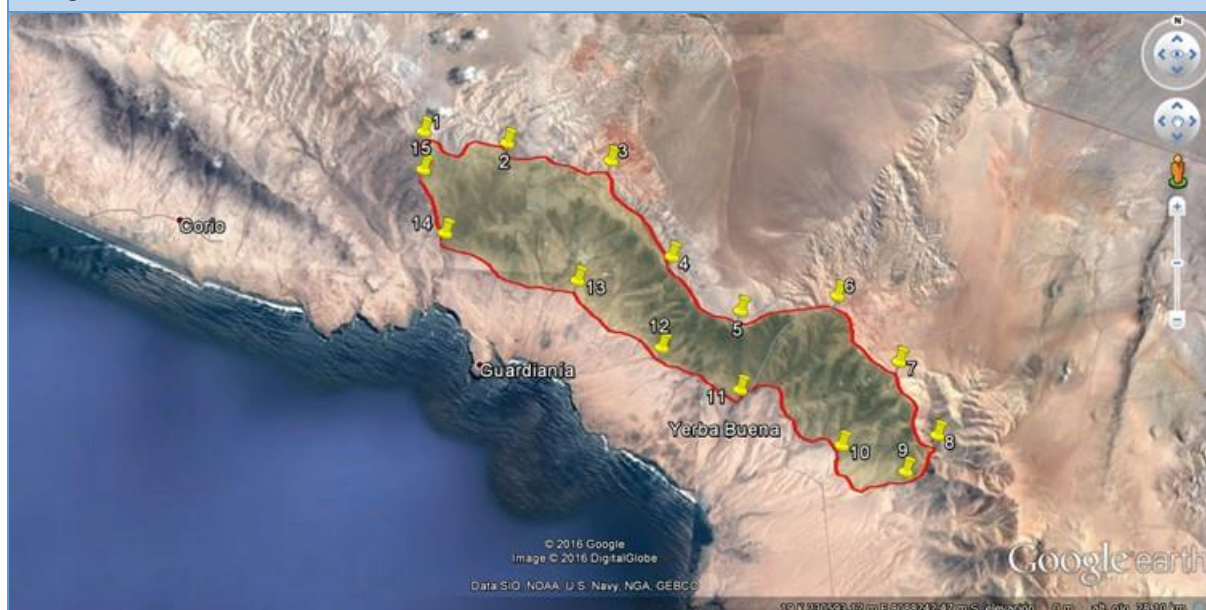 N
1
15
2
3
14
Corio
4
13
6
5
12
7
Guardiania
11
Yerba Buena
8
10
9
© 2016 Google
Image © 2016 DigitalGlobe
Data SIO, NOAA, U.S. Navy, NGA, GEBCO
Google earth